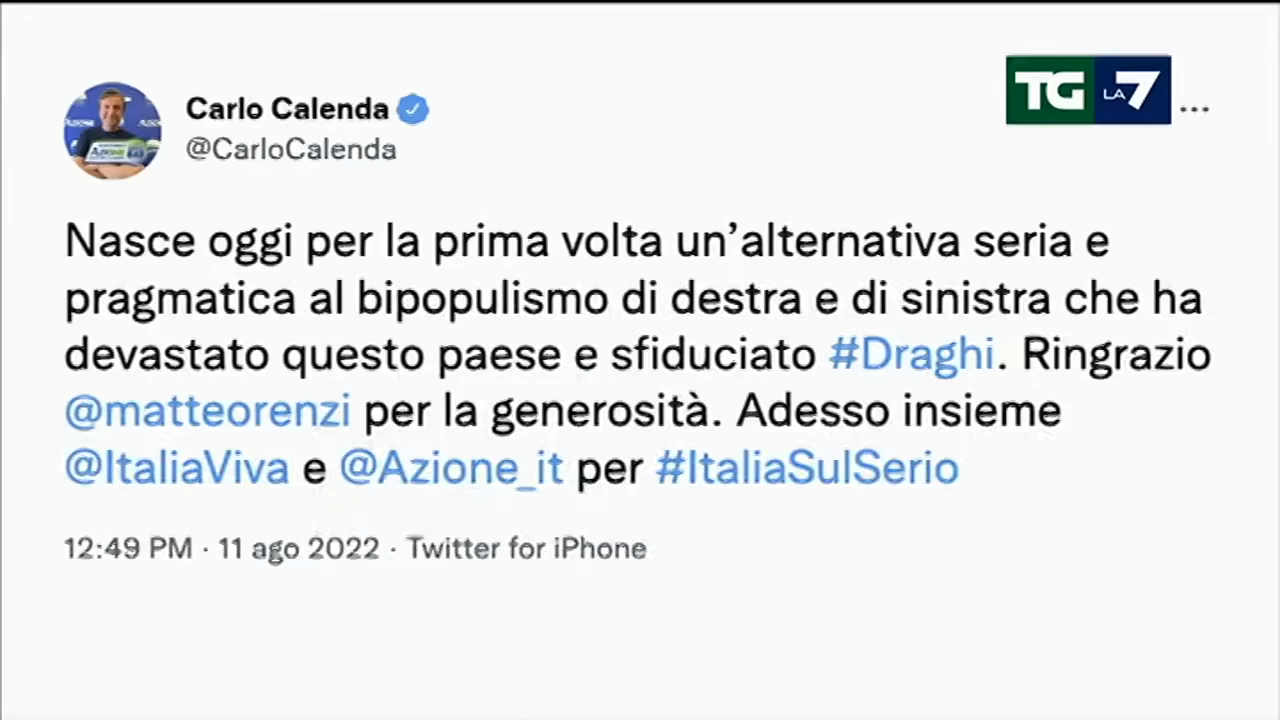 TG LA 7
Carlo Calenda
@CarloCalenda
Nasce oggi per la prima volta un’alternativa seria e
pragmatica al bipopulismo di destra e di sinistra che ha
devastato questo paese e sfiduciato #Draghi. Ringrazio
@matteorenzi per la generosità. Adesso insieme
@ItaliaViva e @Azione_it per #ItaliaSulSerio
12:49 PM · 11 ago 2022 · Twitter for iPhone